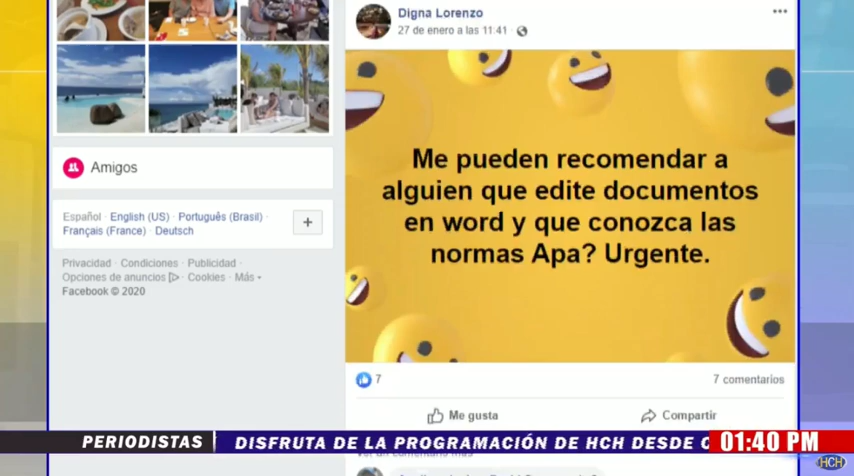 Digna Lorenzo
27 de enero a las 11:41 ·
Me pueden recomendar a
alguien que edite documentos
en word y que conozca las
normas Apa? Urgente.
7
7 comentarios
Me gusta
Compartir
Amigos
Español · English (US) · Português (Brasil) ·
Français (France) · Deutsch
+
Privacidad · Condiciones · Publicidad ·
Opciones de anuncios · Cookies · Más
Facebook © 2020
PERIODISTAS
DISFRUTA DE LA PROGRAMACIÓN DE HCH DESDE
01:40 PM
HCH